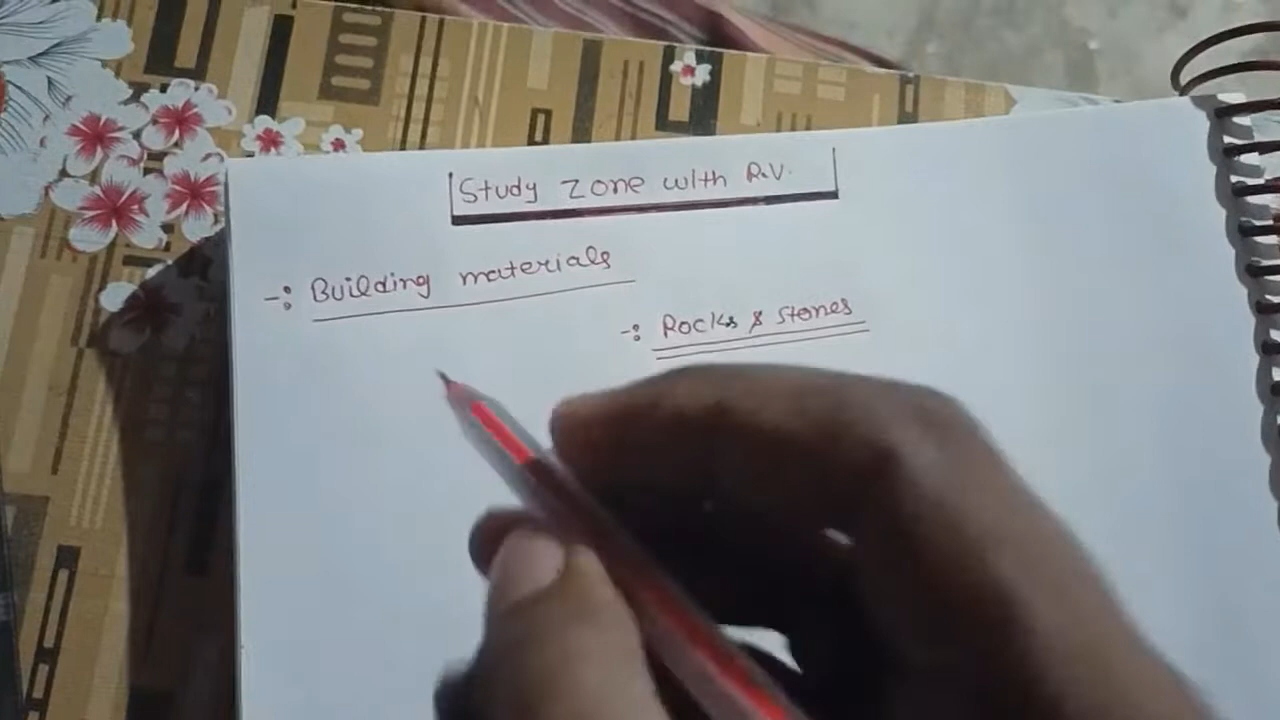 Study Zone with R.V.
-: Building materials
-: Rocks & Stones